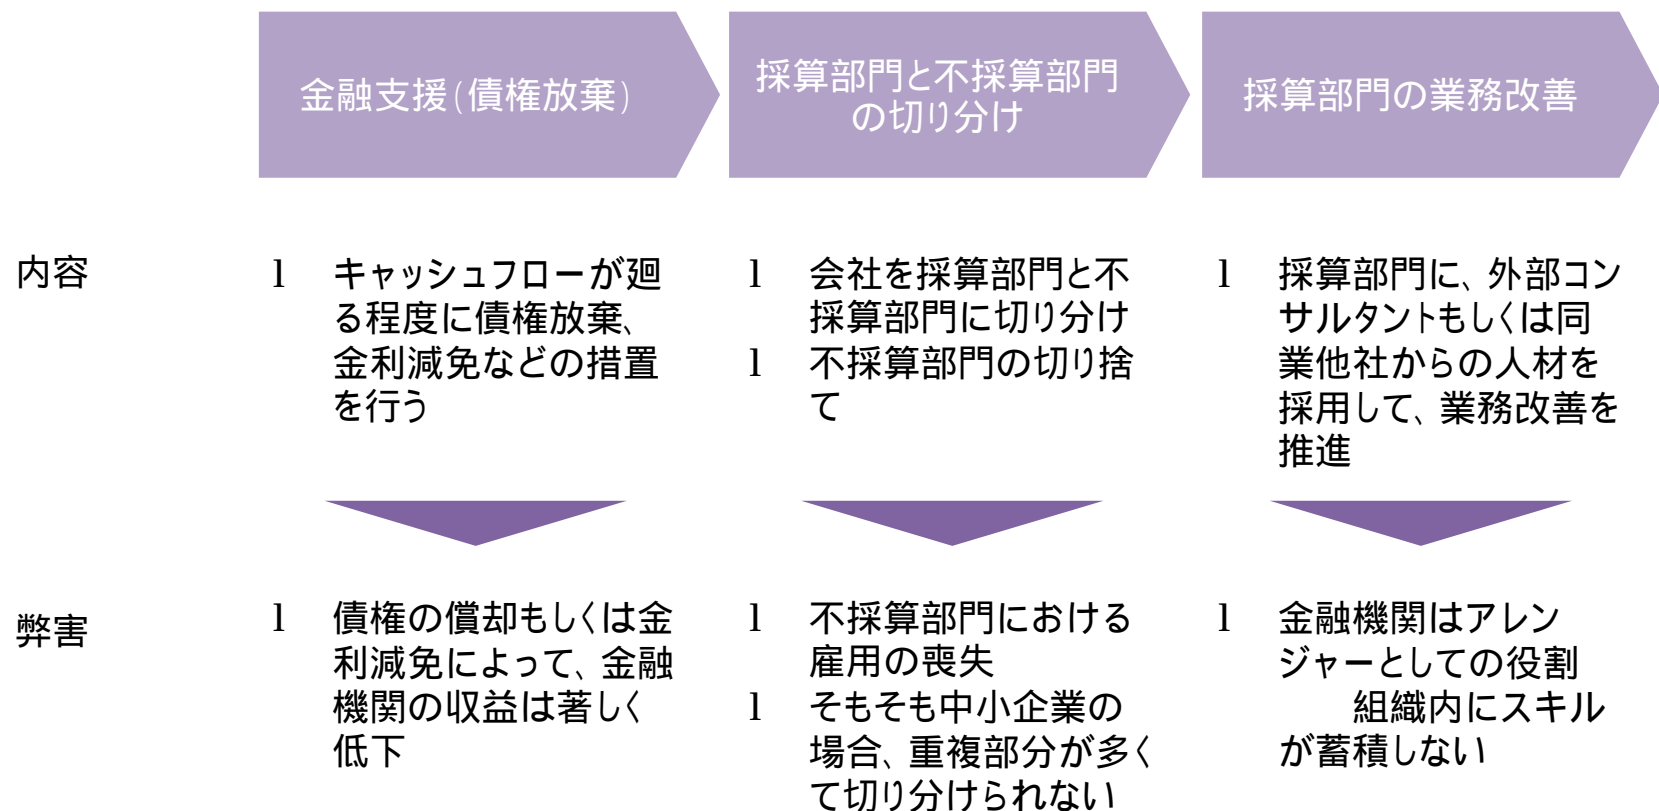 金融支援(債権放棄)
採算部門と不採算部門
の切り分け
採算部門の業務改善
内容
l キャッシュフローが廻
る程度に債権放棄、
金利減免などの措置
を行う
l 会社を採算部門と不
採算部門に切り分け
l 不採算部門の切り捨
て
l 採算部門に、外部コン
サルタントもしくは同
業他社からの人材を
採用して、業務改善を
推進
弊害
l 債権の償却もしくは金
利減免によって、金融
機関の収益は著しく
低下
l 不採算部門における
雇用の喪失
l そもそも中小企業の
場合、重複部分が多く
て切り分けられない
l 金融機関はアレン
ジャーとしての役割
組織内にスキル
が蓄積しない